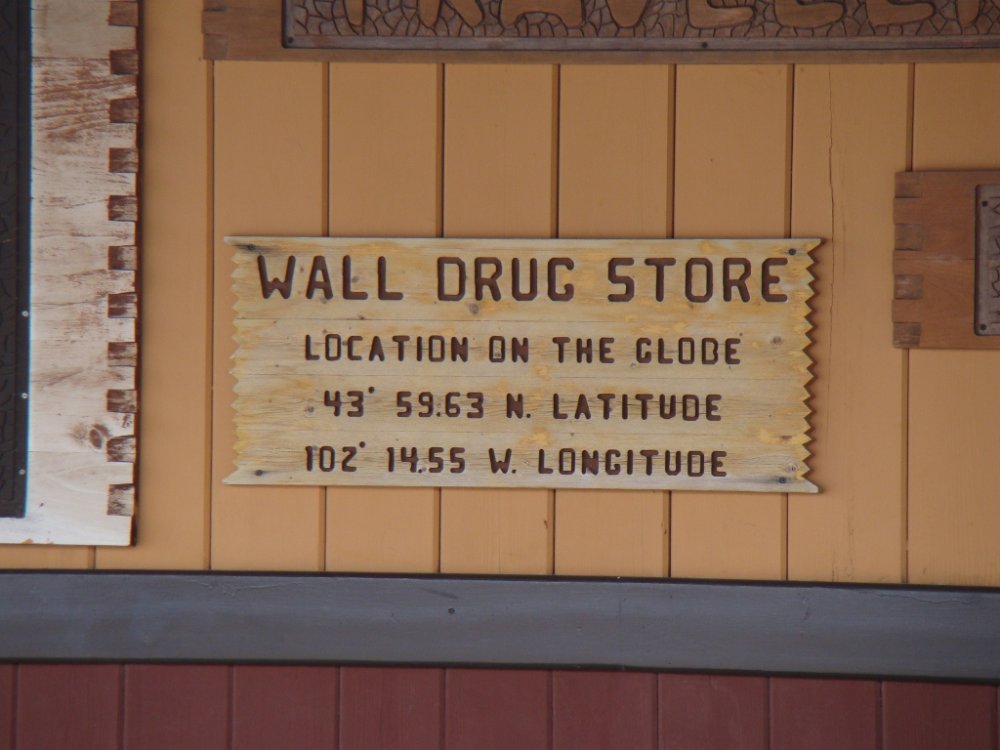 WALL DRUG STORE
LOCATION ON THE GLOBE
43° 59.63 N. LATITUDE
102° 14.55 W. LONGITUDE